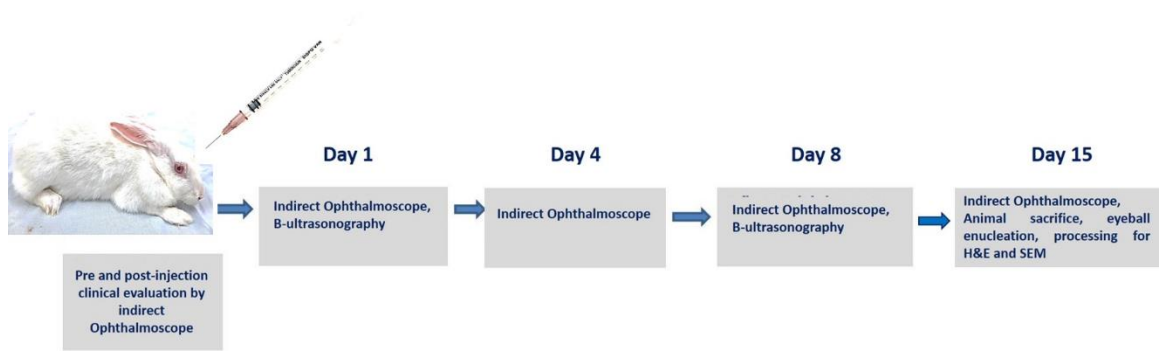 Day 1
Day 4
Day 8
Day 15
Indirect Ophthalmoscope,
B-ultrasonography
Indirect Ophthalmoscope
Indirect Ophthalmoscope,
B-ultrasonography
Indirect Ophthalmoscope,
Animal sacrifice, eyeball
enucleation, processing for
H&E and SEM
Pre and post-injection
clinical evaluation by
indirect
Ophthalmoscope